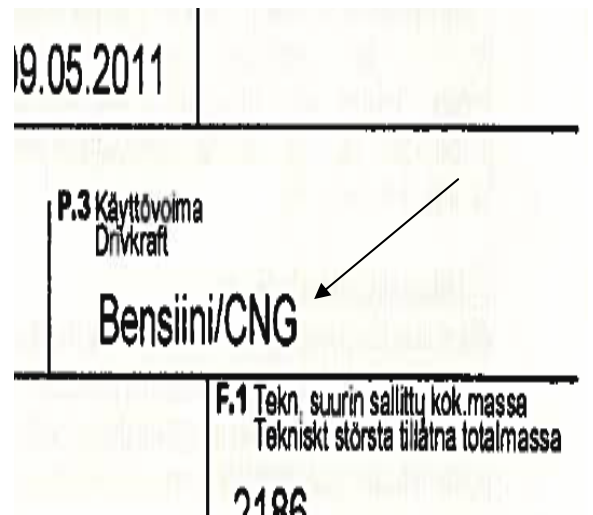 09.05.2011
P.3 Käyttövoima
Drivkraft
Bensiini/CNG
F.1 Tekn. suurin sallittu kok.massa
Tekniskt största tillåtna totalmassa
2186